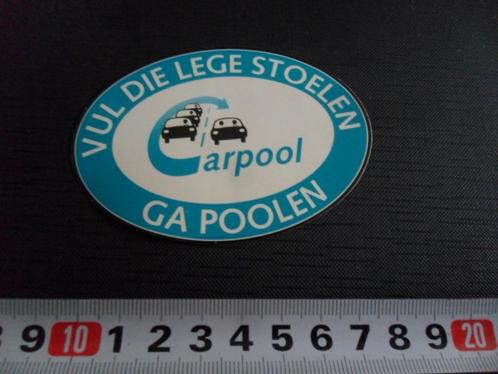 VUL DIE LEGE STOELEN
Carpool
GA POOLEN
9 10 1 2 3 4 5 6 7 8 9 20